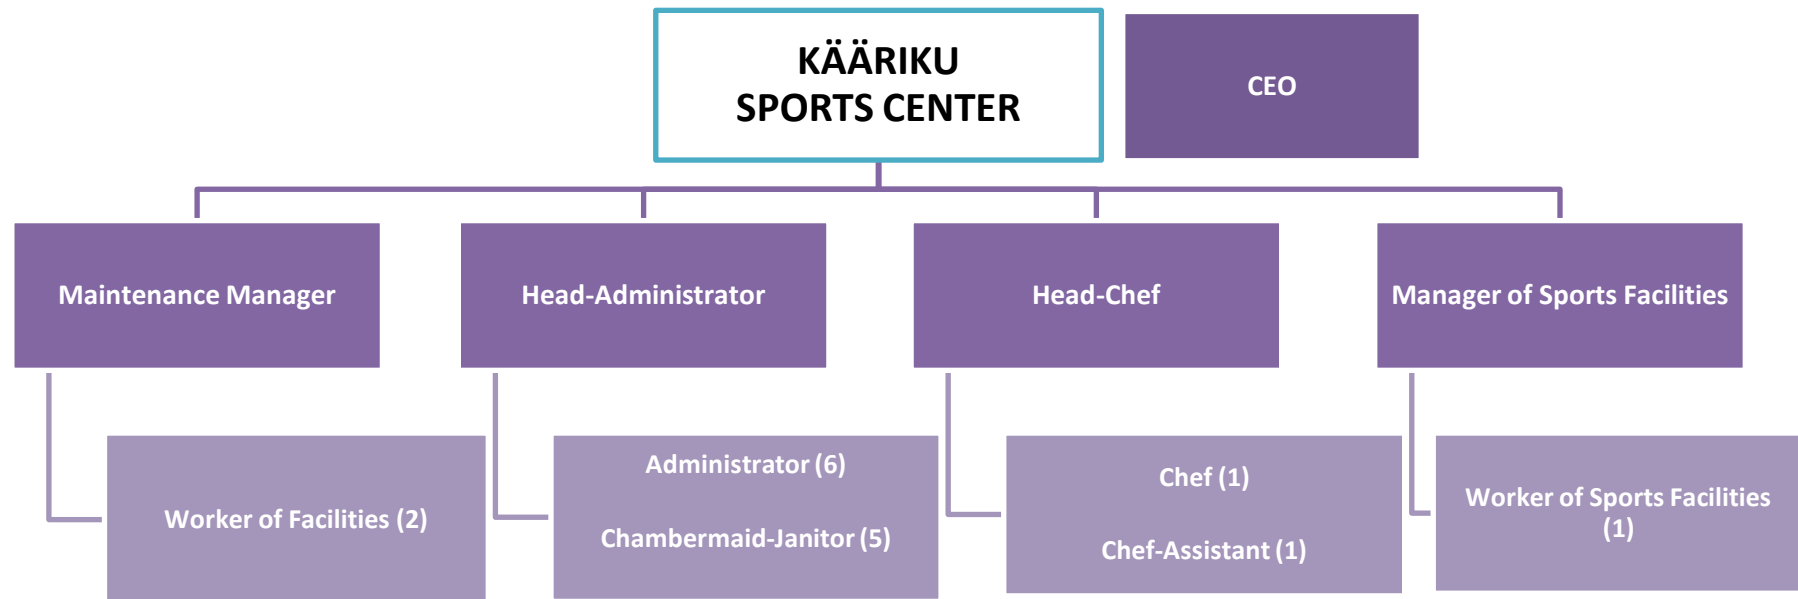 KÄÄRIKU
SPORTS CENTER
CEO
Maintenance Manager
Head-Administrator
Head-Chef
Manager of Sports Facilities
Worker of Facilities (2)
Administrator (6)
Chambermaid-Janitor (5)
Chef (1)
Chef-Assistant (1)
Worker of Sports Facilities
(1)